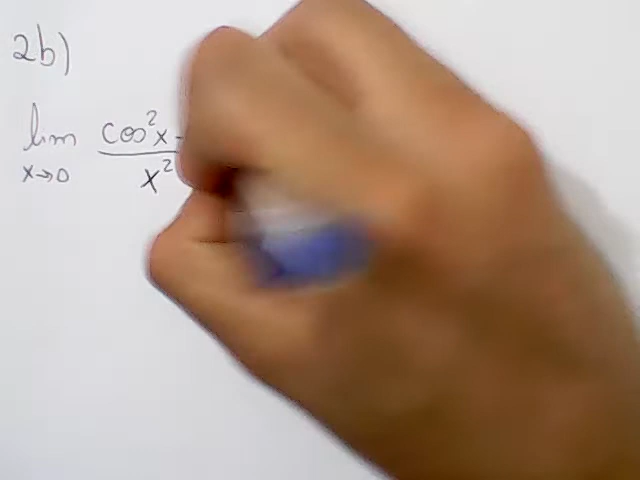 2b)
lim cos²x -
x→0 x²